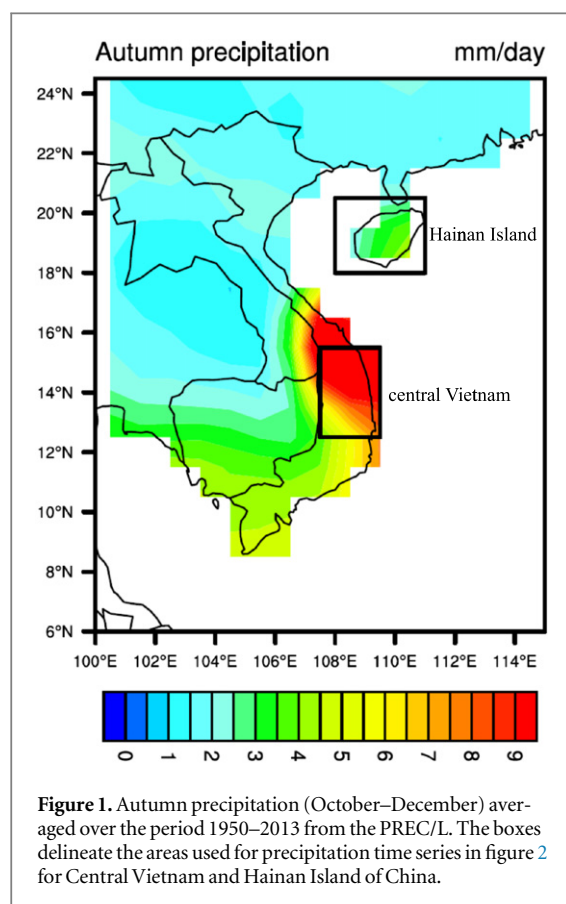 Autumn precipitation mm/day
24°N
22°N
20°N
Hainan Island
18°N
16°N
14°N
central Vietnam
12°N
10°N
8°N
6°N
100°E 102°E 104°E 106°E 108°E 110°E 112°E 114°E
0 1 2 3 4 5 6 7 8 9
Figure 1. Autumn precipitation (October–December) aver-
aged over the period 1950–2013 from the PREC/L. The boxes
delineate the areas used for precipitation time series in figure 2
for Central Vietnam and Hainan Island of China.